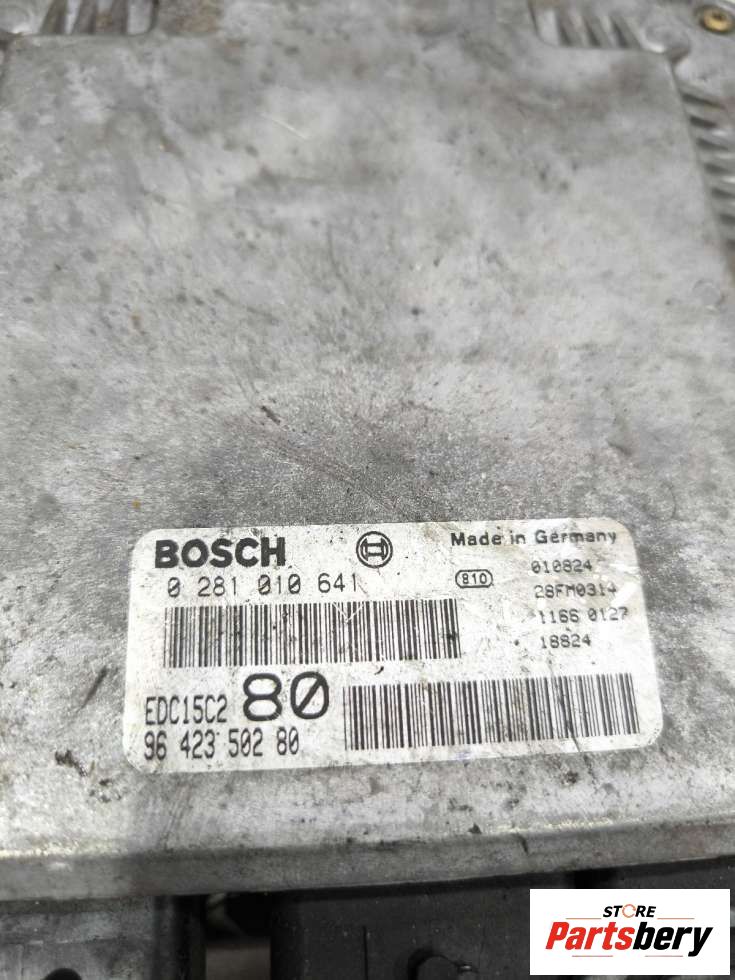 BOSCH
Made in Germany
0 281 010 641
810
010824
28FM0314
1166 0127
18824
EDC15C2 80
96 423 502 80
STORE
Partsbery